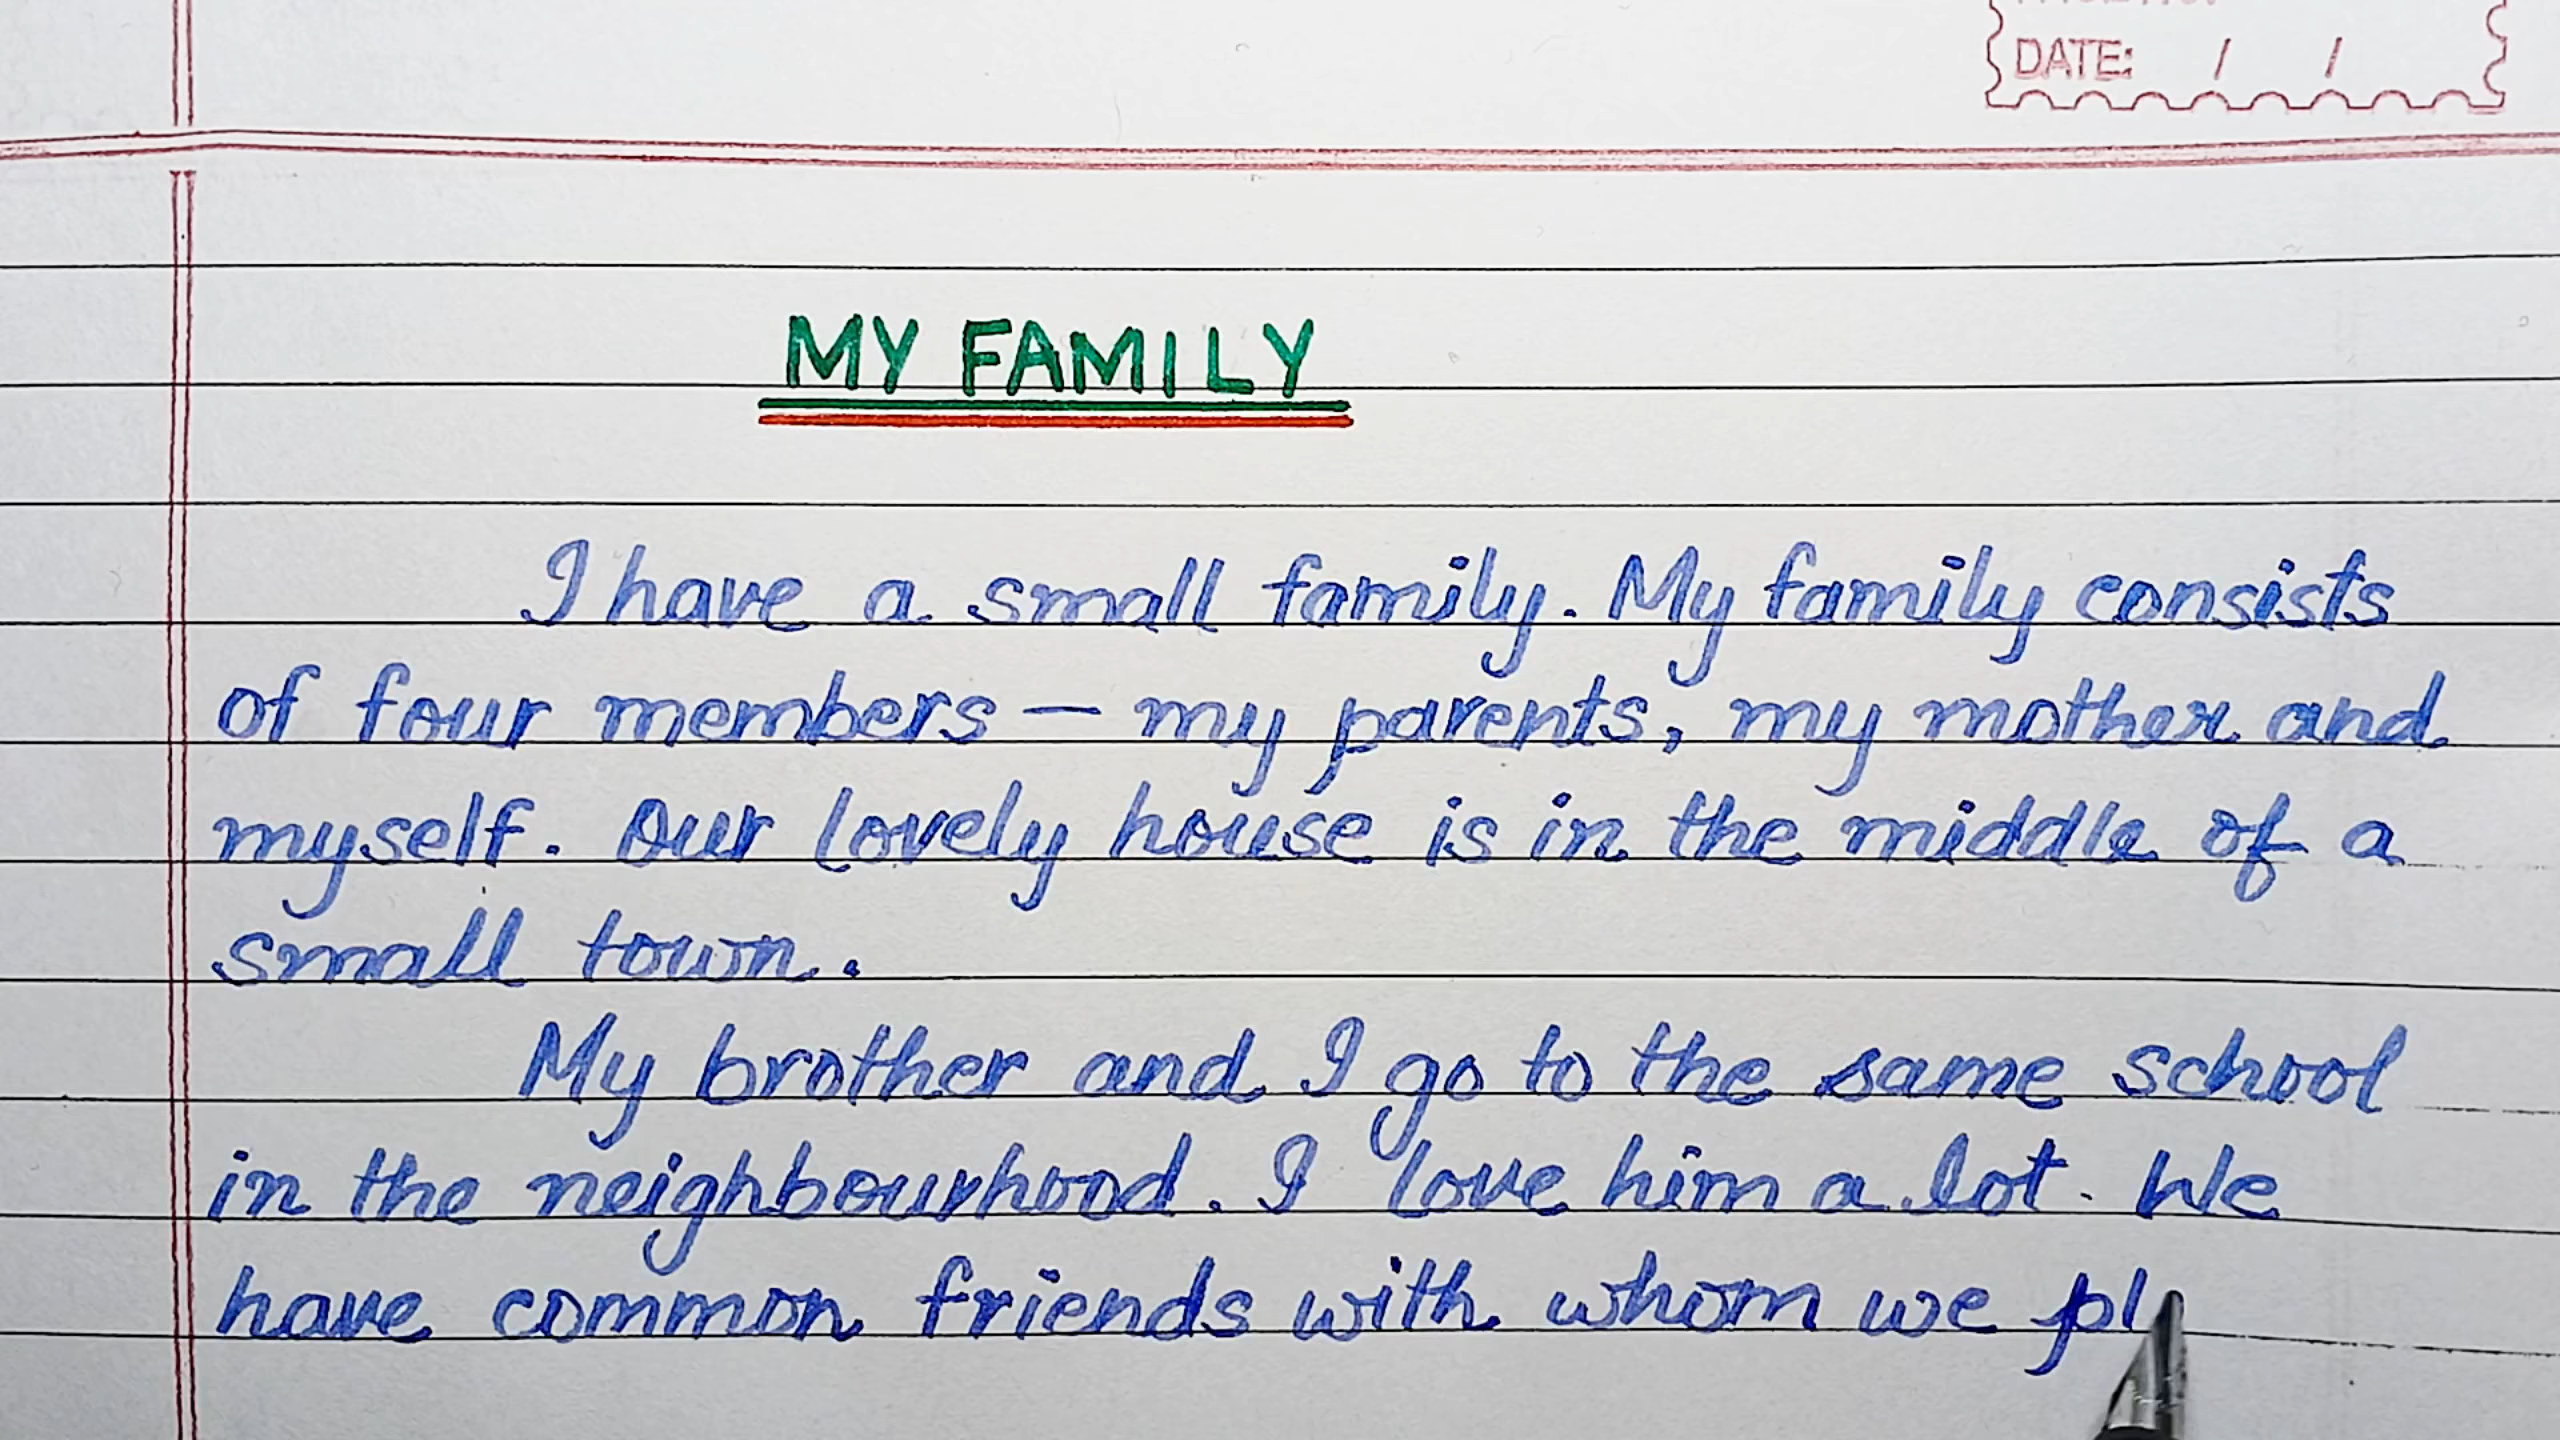 DATE: / /
MY FAMILY
I have a small family. My family consists
of four members – my parents, my mother and
myself. Our lovely house is in the middle of a
small town.
My brother and I go to the same school
in the neighbourhood. I love him a lot. We
have common friends with whom we pl